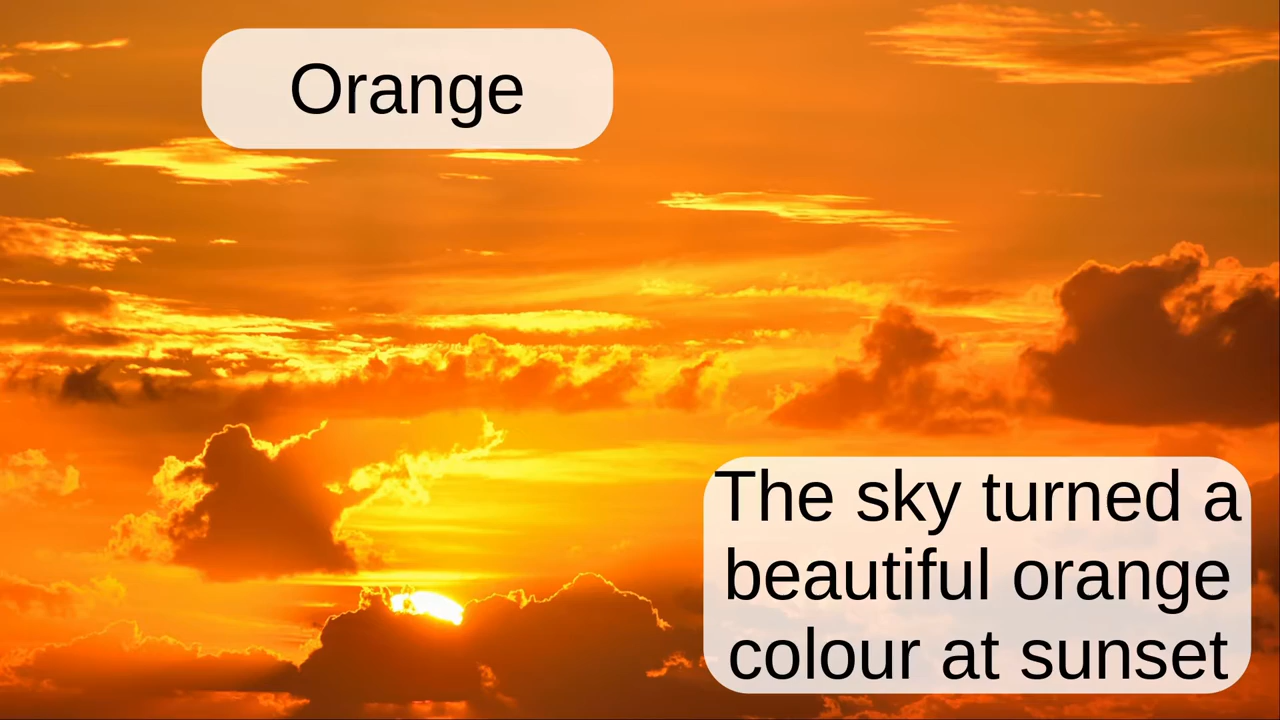 Orange
The sky turned a
beautiful orange
colour at sunset